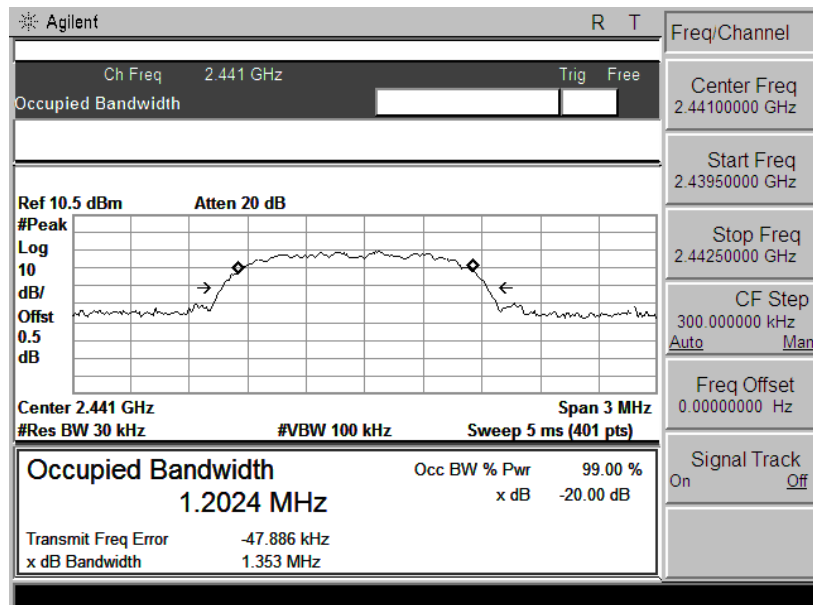 Agilent R T
Freq/Channel
Ch Freq 2.441 GHz Trig Free
Occupied Bandwidth
Center Freq
2.44100000 GHz
Start Freq
2.43950000 GHz
Stop Freq
2.44250000 GHz
CF Step
300.000000 kHz
Auto Man
Freq Offset
0.00000000 Hz
Signal Track
On Off
Ref 10.5 dBm Atten 20 dB
#Peak
Log
10
dB/
Offst
0.5
dB
Center 2.441 GHz Span 3 MHz
#Res BW 30 kHz #VBW 100 kHz Sweep 5 ms (401 pts)
Occupied Bandwidth Occ BW % Pwr 99.00 %
1.2024 MHz x dB -20.00 dB
Transmit Freq Error -47.886 kHz
x dB Bandwidth 1.353 MHz